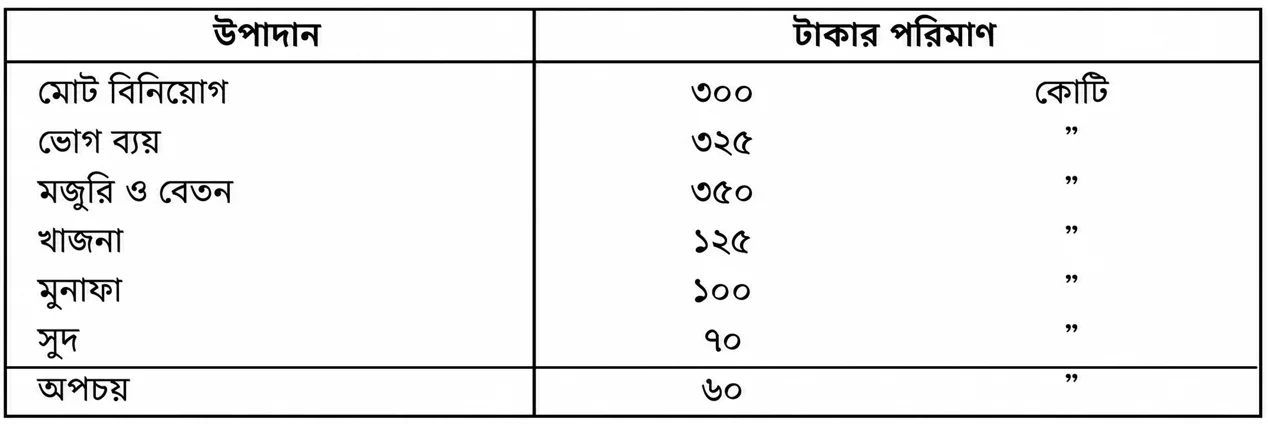 উপাদান টাকার পরিমাণ
মোট বিনিয়োগ ৩০০ কোটি
ভোগ ব্যয় ৩২৫ ”
মজুরি ও বেতন ৩৫০ ”
খাজনা ১২৫ ”
মুনাফা ১০০ ”
সুদ ৭০ ”
অপচয় ৬০ ”